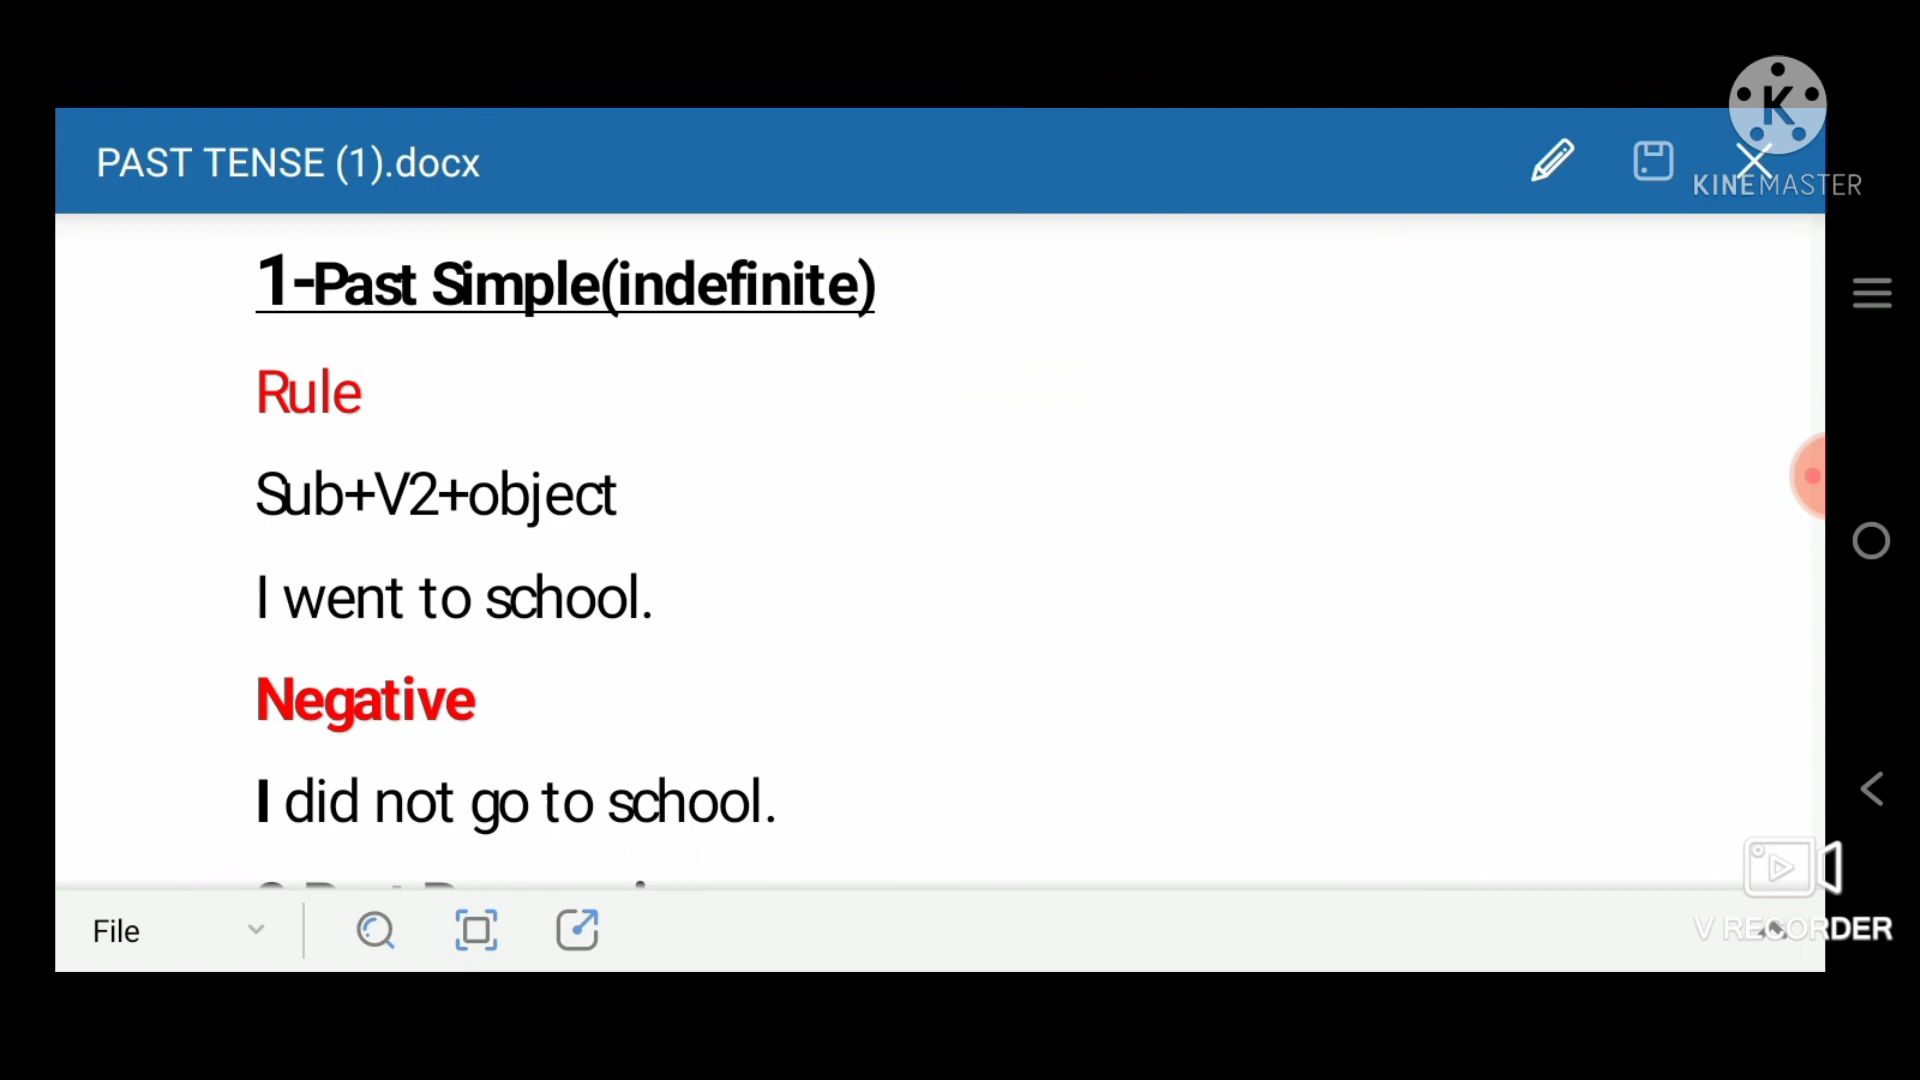 PAST TENSE (1).docx
K
KINEMASTER
1-Past Simple(indefinite)
Rule
Sub+V2+object
I went to school.
Negative
I did not go to school.
File
V RECORDER